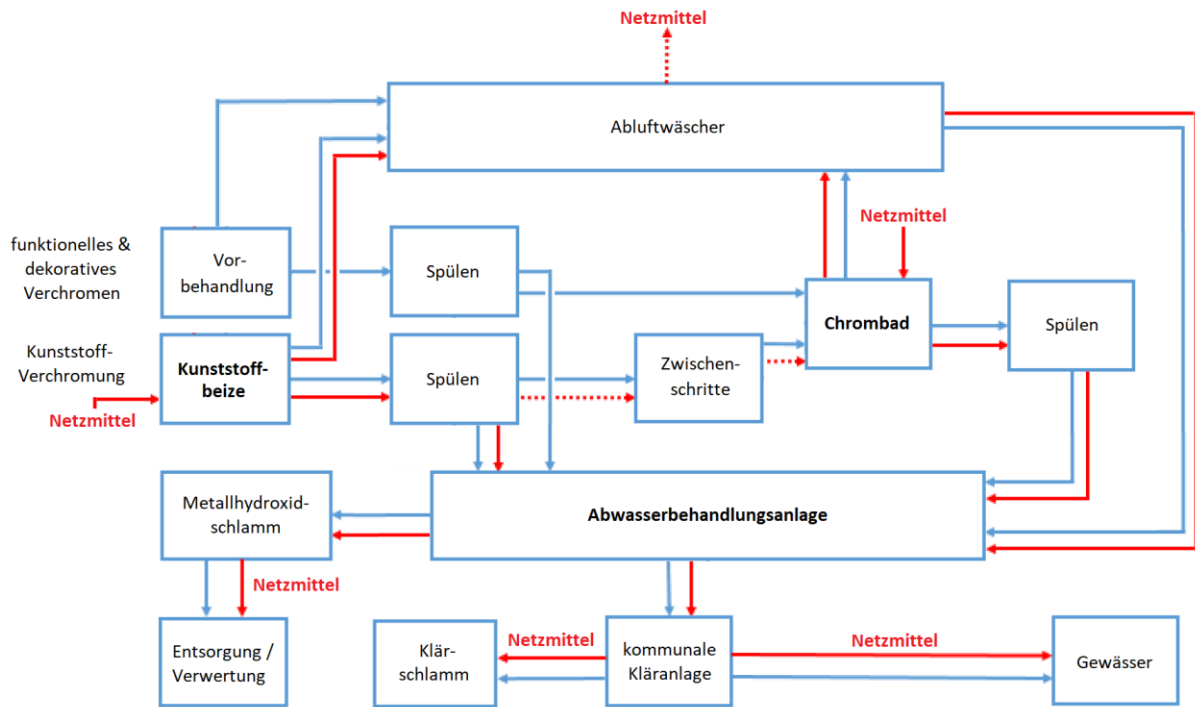 Netzmittel
Abluftwäscher
Netzmittel
funktionelles &
dekoratives
Verchromen
Vor-
behandlung
Spülen
Chrombad
Spülen
Kunststoff-
Verchromung
Kunststoff-
beize
Spülen
Zwischen-
schritte
Netzmittel
Metallhydroxid-
schlamm
Abwasserbehandlungsanlage
Netzmittel
Entsorgung /
Verwertung
Klär-
schlamm
Netzmittel
kommunale
Kläranlage
Netzmittel
Gewässer